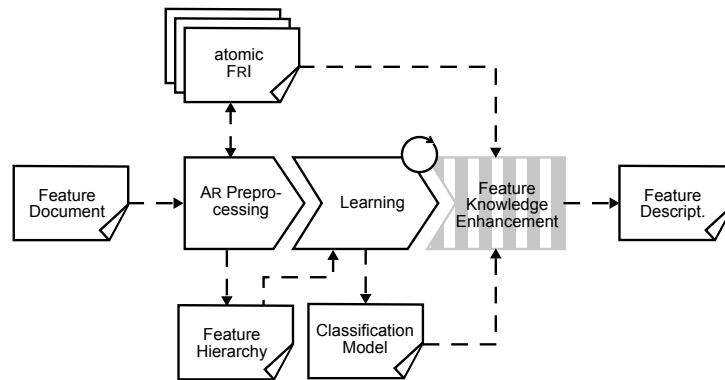 atomic
FRI
Feature
Document
AR Prepro-
cessing
Learning
Feature
Knowledge
Enhancement
Feature
Descript.
Feature
Hierarchy
Classification
Model